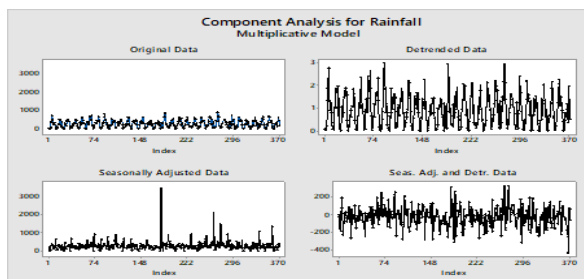 Component Analysis for Rainfall
Multiplicative Model
Original Data
3000
2000
1000
0
1 74 148 222 296 370
Index
Detrended Data
3
2
1
0
1 74 148 222 296 370
Index
Seasonally Adjusted Data
3000
2000
1000
0
1 74 148 222 296 370
Index
Seas. Adj. and Detr. Data
200
0
-200
-400
1 74 148 222 296 370
Index